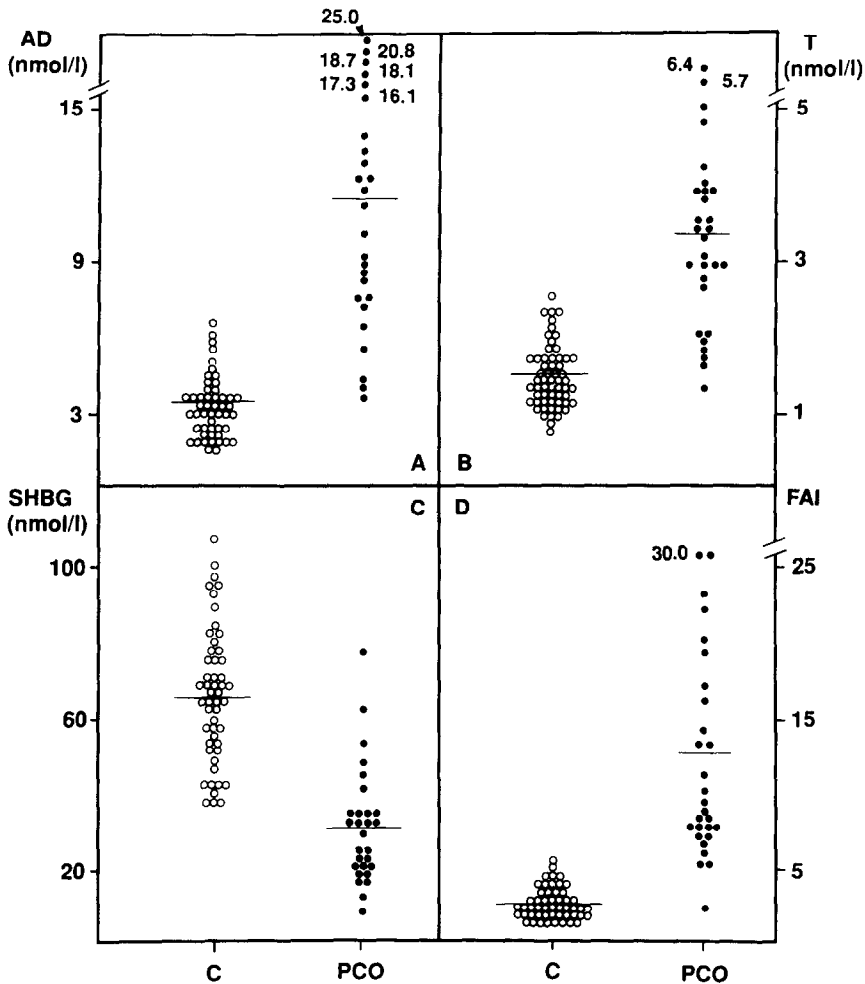 25.0
AD
(nmol/l)
T
(nmol/l)
20.8
18.7
18.1
17.3
16.1
6.4
5.7
15
9
3
5
3
1
A
B
SHBG
(nmol/l)
C
D
FAI
30.0
100
60
20
25
15
5
C
PCO
C
PCO